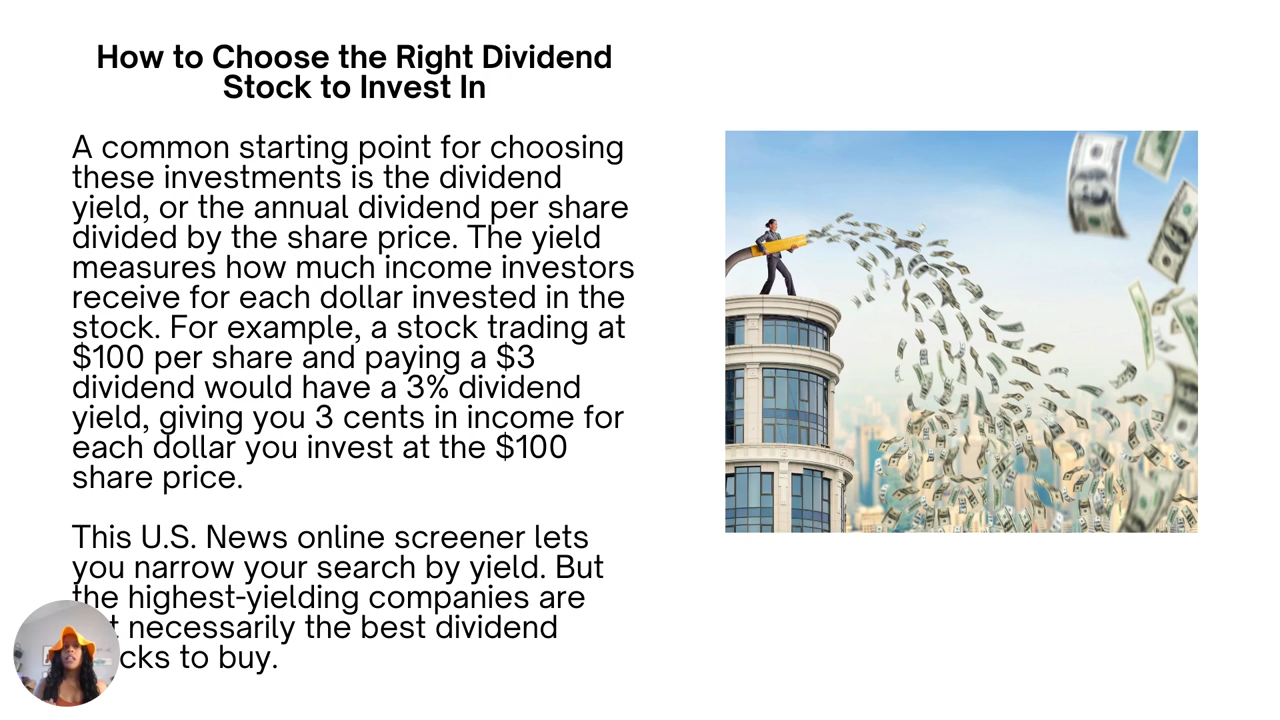 How to Choose the Right Dividend
Stock to Invest In
A common starting point for choosing
these investments is the dividend
yield, or the annual dividend per share
divided by the share price. The yield
measures how much income investors
receive for each dollar invested in the
stock. For example, a stock trading at
$100 per share and paying a $3
dividend would have a 3% dividend
yield, giving you 3 cents in income for
each dollar you invest at the $100
share price.
This U.S. News online screener lets
you narrow your search by yield. But
the highest-yielding companies are
necessarily the best dividend
to buy.